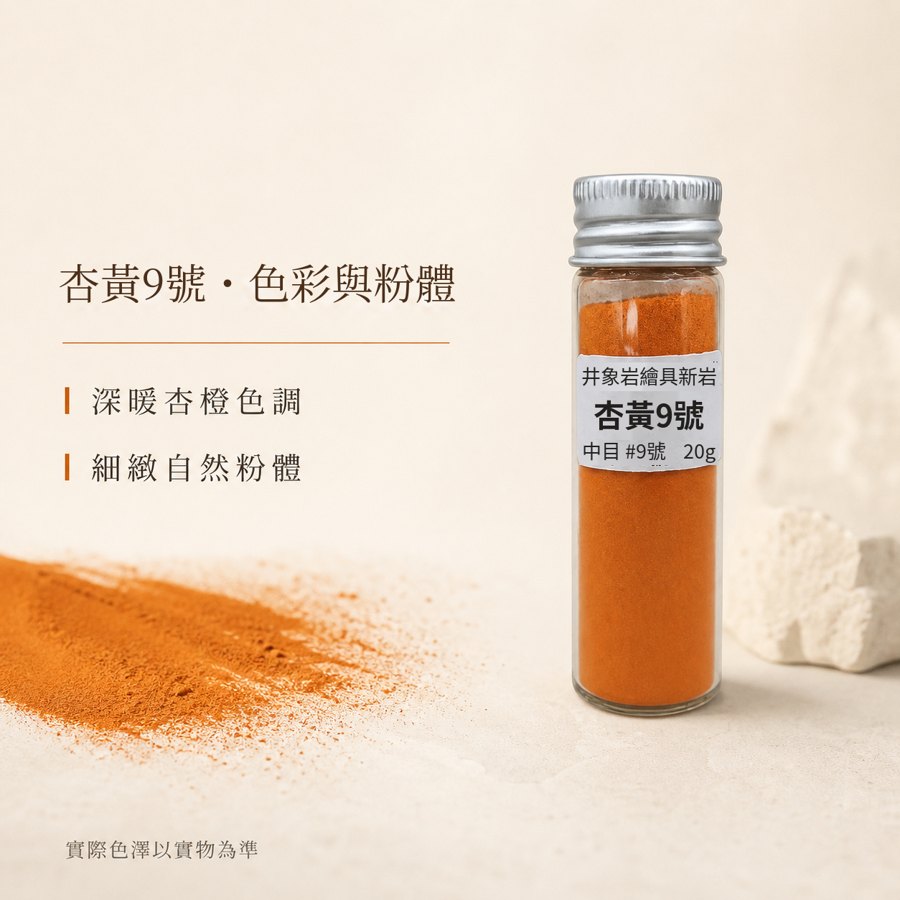 杏黃9號・色彩與粉體
深暖杏橙色調
細緻自然粉體
井象岩繪具新岩
杏黃9號
中目 #9號 20g
實際色澤以實物為準